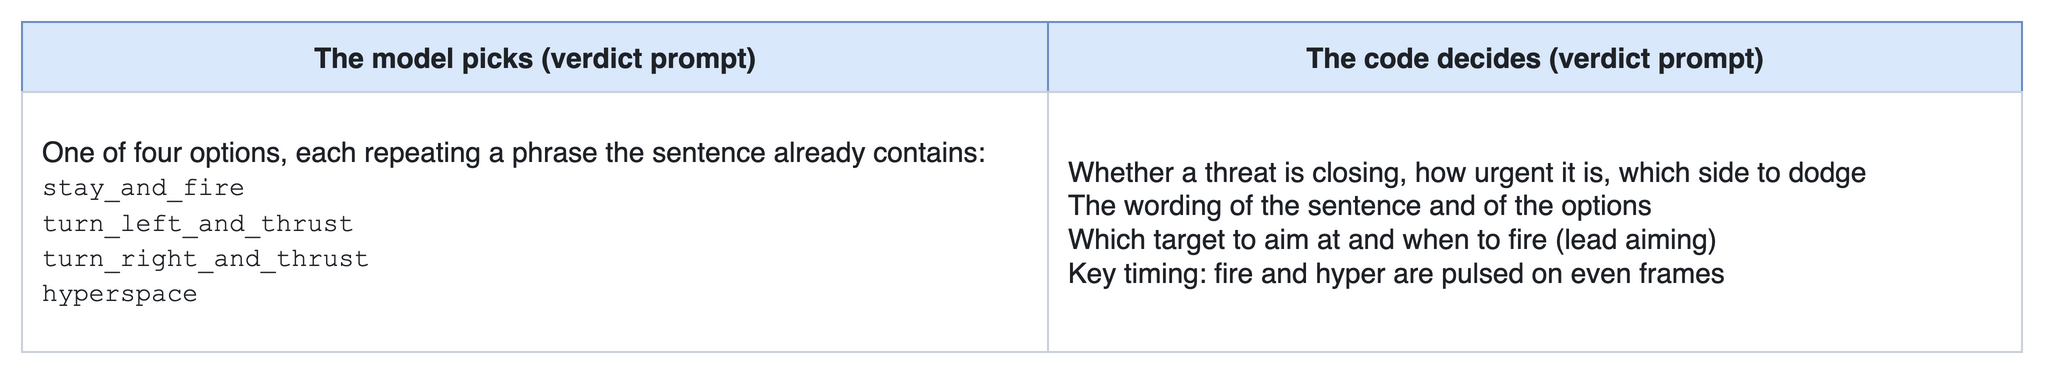 The model picks (verdict prompt)
The code decides (verdict prompt)
One of four options, each repeating a phrase the sentence already contains:
stay_and_fire
turn_left_and_thrust
turn_right_and_thrust
hyperspace
Whether a threat is closing, how urgent it is, which side to dodge
The wording of the sentence and of the options
Which target to aim at and when to fire (lead aiming)
Key timing: fire and hyper are pulsed on even frames